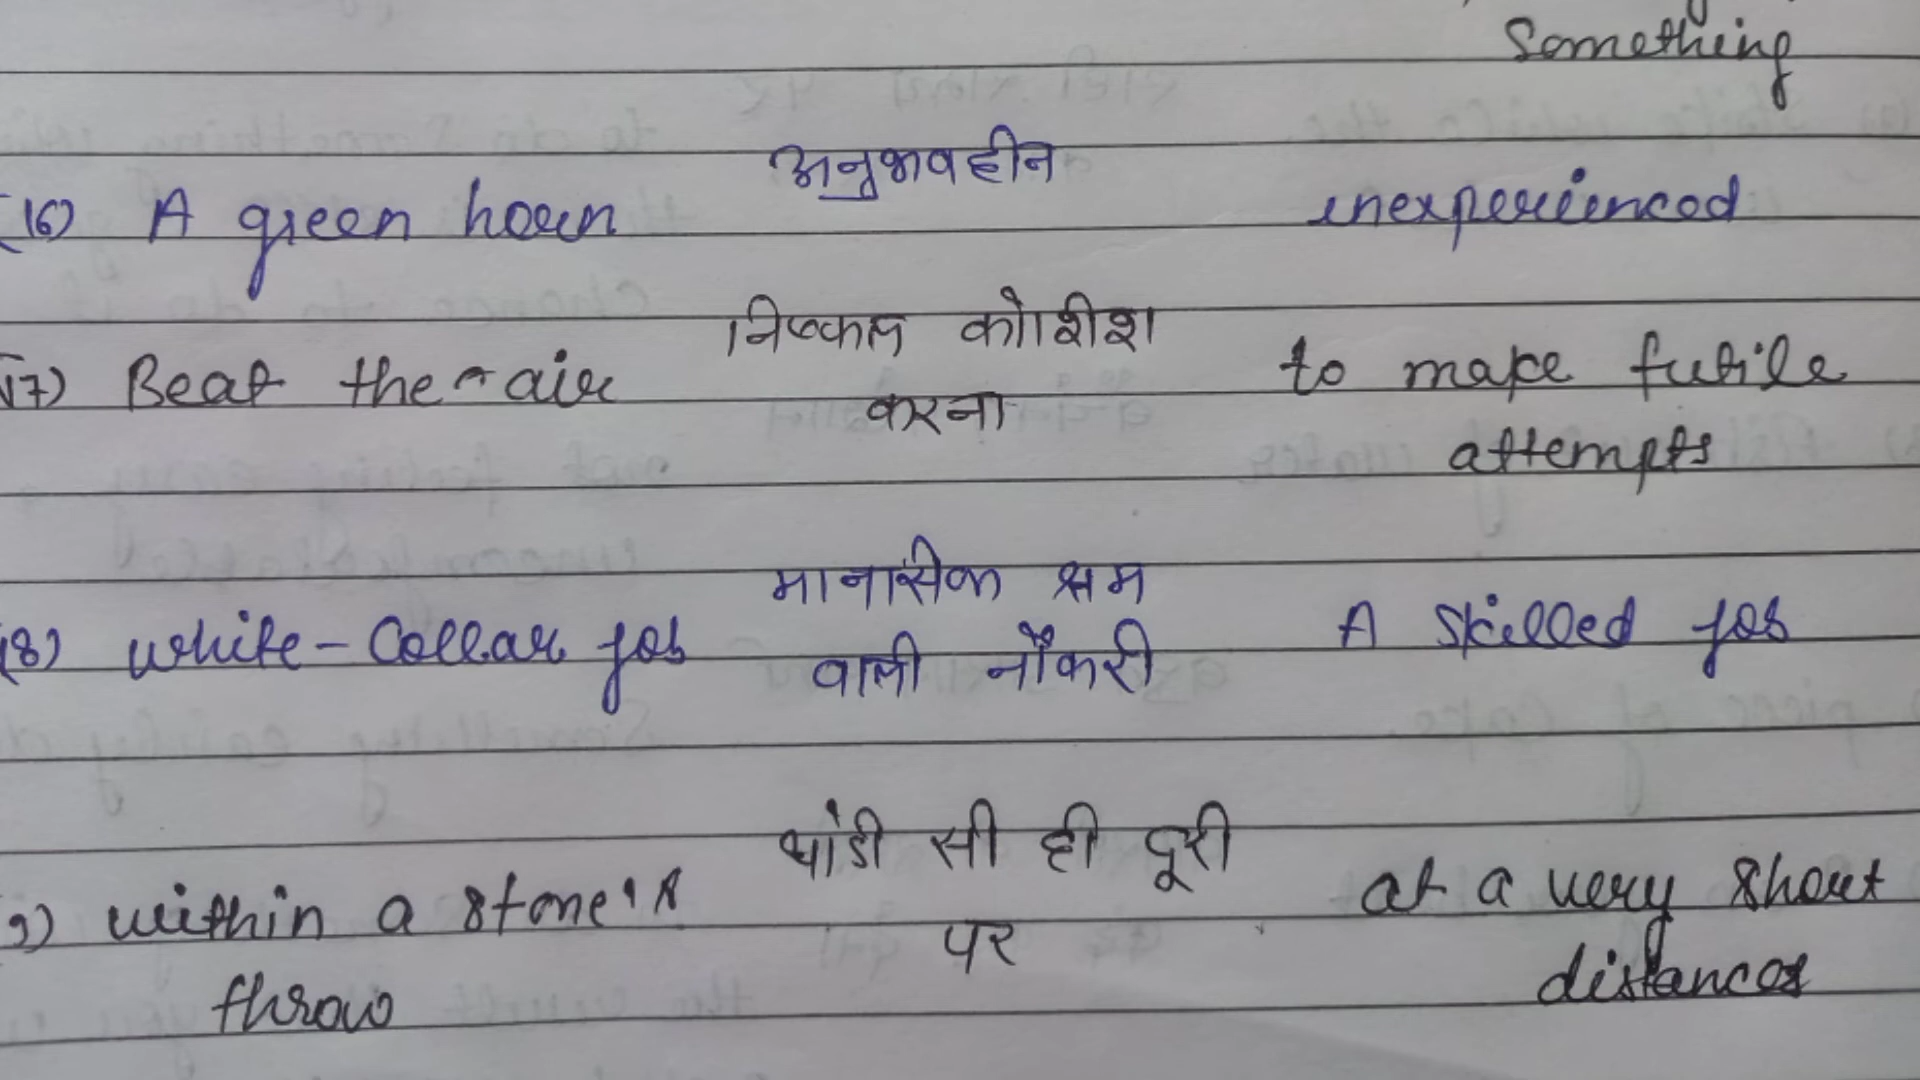 Something
(16) A green horn अनुभवहीन inexperienced
(17) Beat the air निष्फल कोशिश to make futile
करना attempts
मानसिक श्रम
(18) white-Collar job वाली नौकरी A skilled job
थोडी सी ही दूरी
9) within a stone's पर at a very short
throw distances